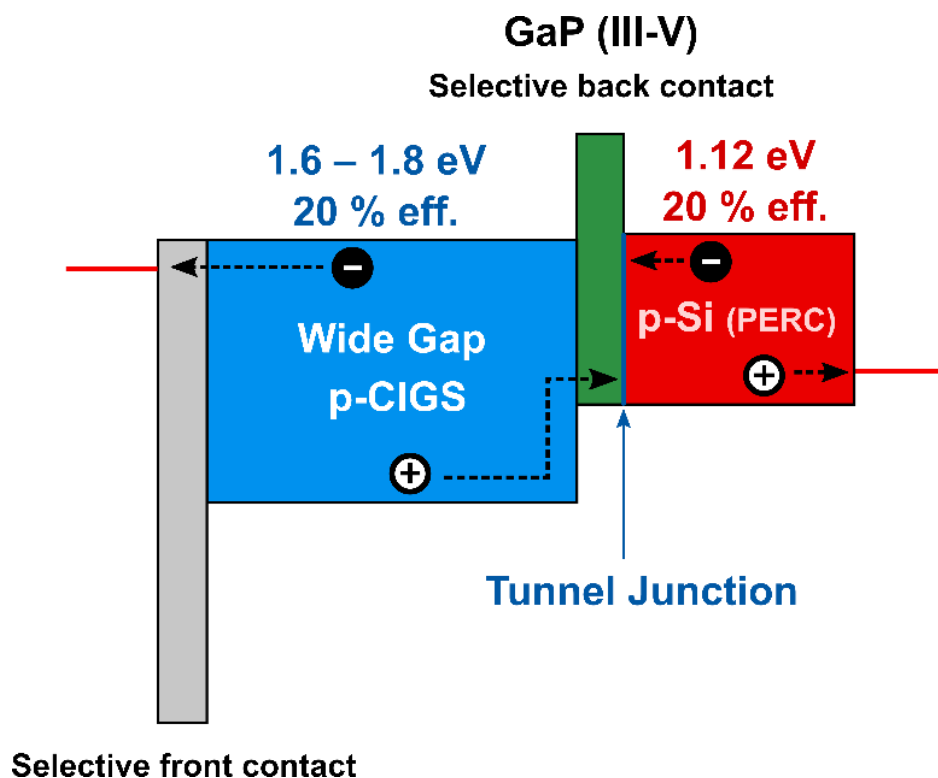 GaP (III-V)
Selective back contact
1.6 – 1.8 eV
20 % eff.
1.12 eV
20 % eff.
−
−
Wide Gap
p-CIGS
p-Si (PERC)
+
+
Tunnel Junction
Selective front contact